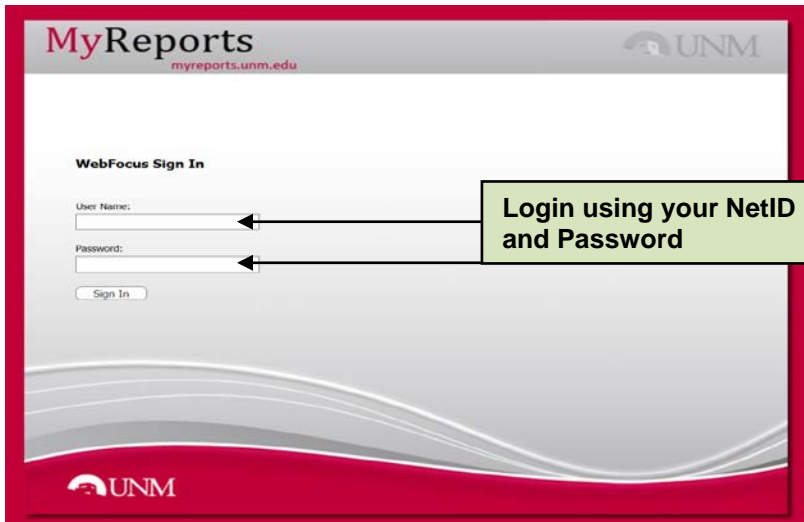 MyReports
UNM
myreports.unm.edu
WebFocus Sign In
User Name:
Login using your NetID
and Password
Password:
Sign In
UNM